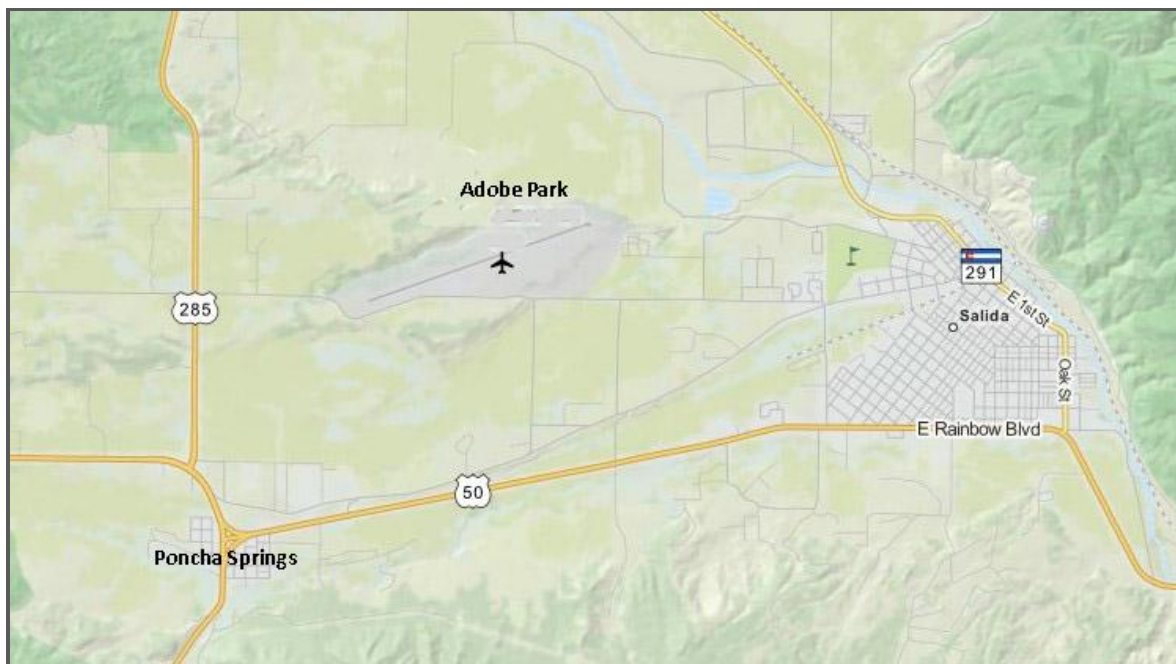 Adobe Park
291
E 1st St
285
Salida
Oak St
E Rainbow Blvd
50
Poncha Springs